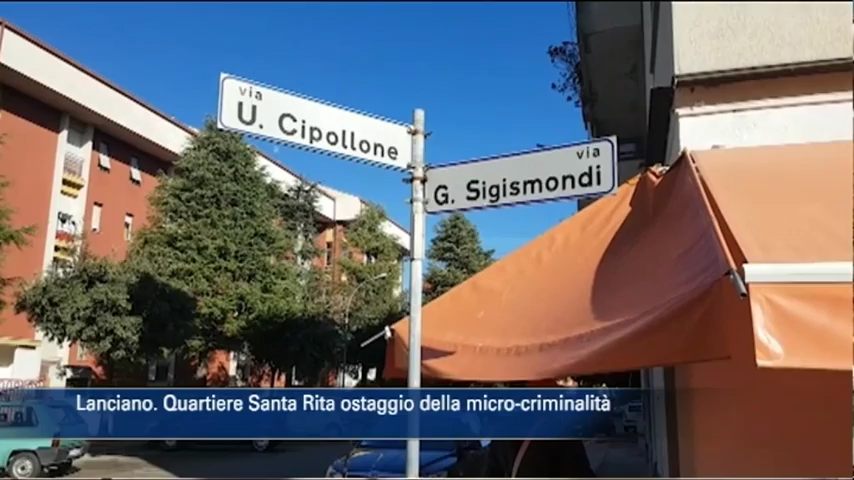 via
U. Cipollone
via
G. Sigismondi
Lanciano. Quartiere Santa Rita ostaggio della micro-criminalità